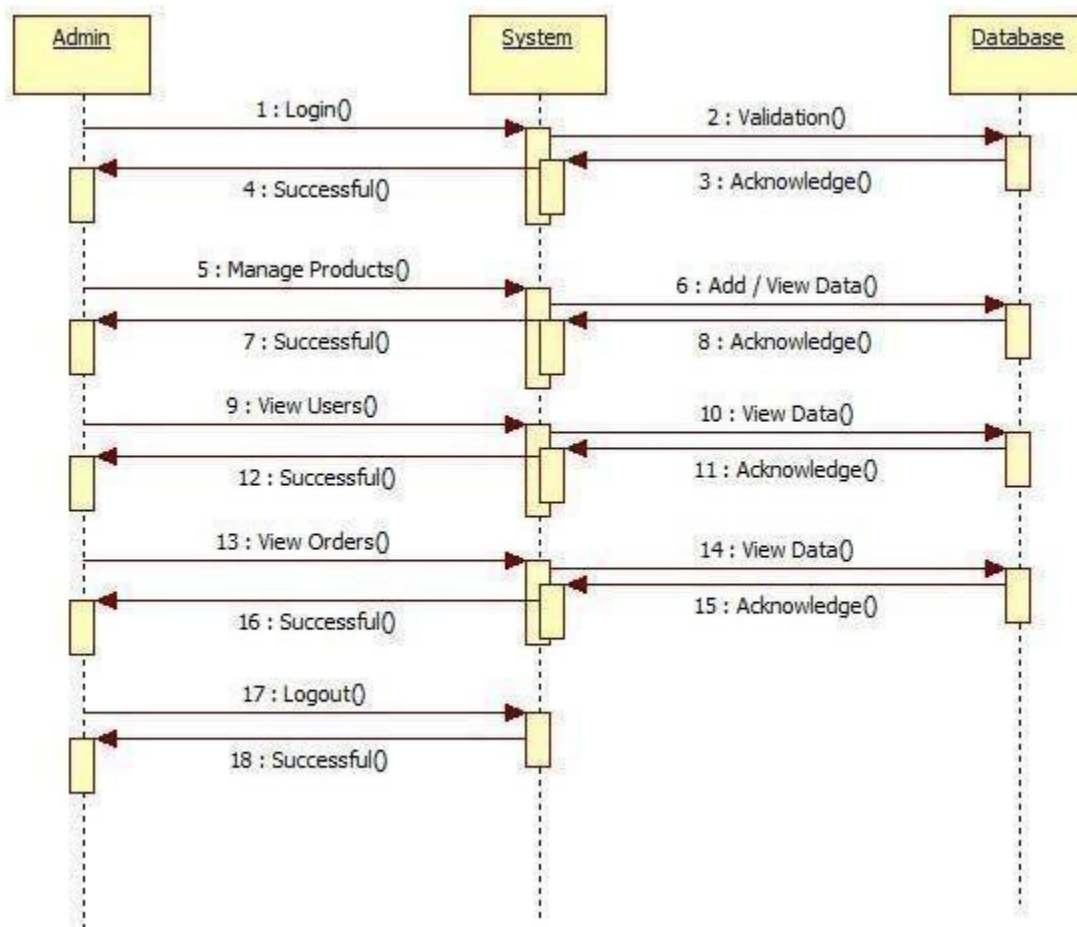 Admin
System
Database
1 : Login()
2 : Validation()
3 : Acknowledge()
4 : Successful()
5 : Manage Products()
6 : Add / View Data()
7 : Successful()
8 : Acknowledge()
9 : View Users()
10 : View Data()
11 : Acknowledge()
12 : Successful()
13 : View Orders()
14 : View Data()
15 : Acknowledge()
16 : Successful()
17 : Logout()
18 : Successful()